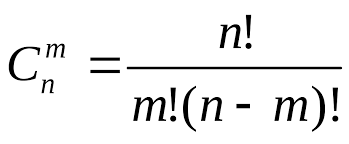 C_n^m = n! / m!(n - m)!